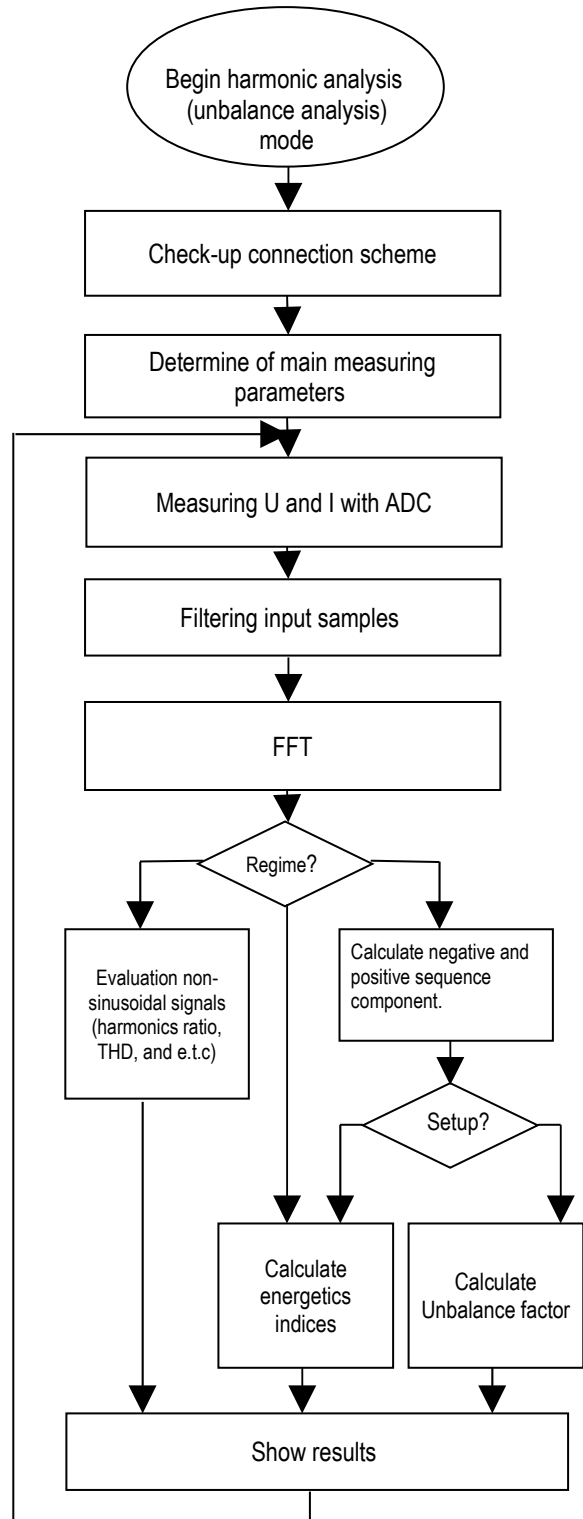 Begin harmonic analysis
(unbalance analysis)
mode
Check-up connection scheme
Determine of main measuring
parameters
Measuring U and I with ADC
Filtering input samples
FFT
Regime?
Evaluation non-
sinusoidal signals
(harmonics ratio,
THD, and e.t.c)
Calculate negative and
positive sequence
component.
Setup?
Calculate
energetics
indices
Calculate
Unbalance factor
Show results